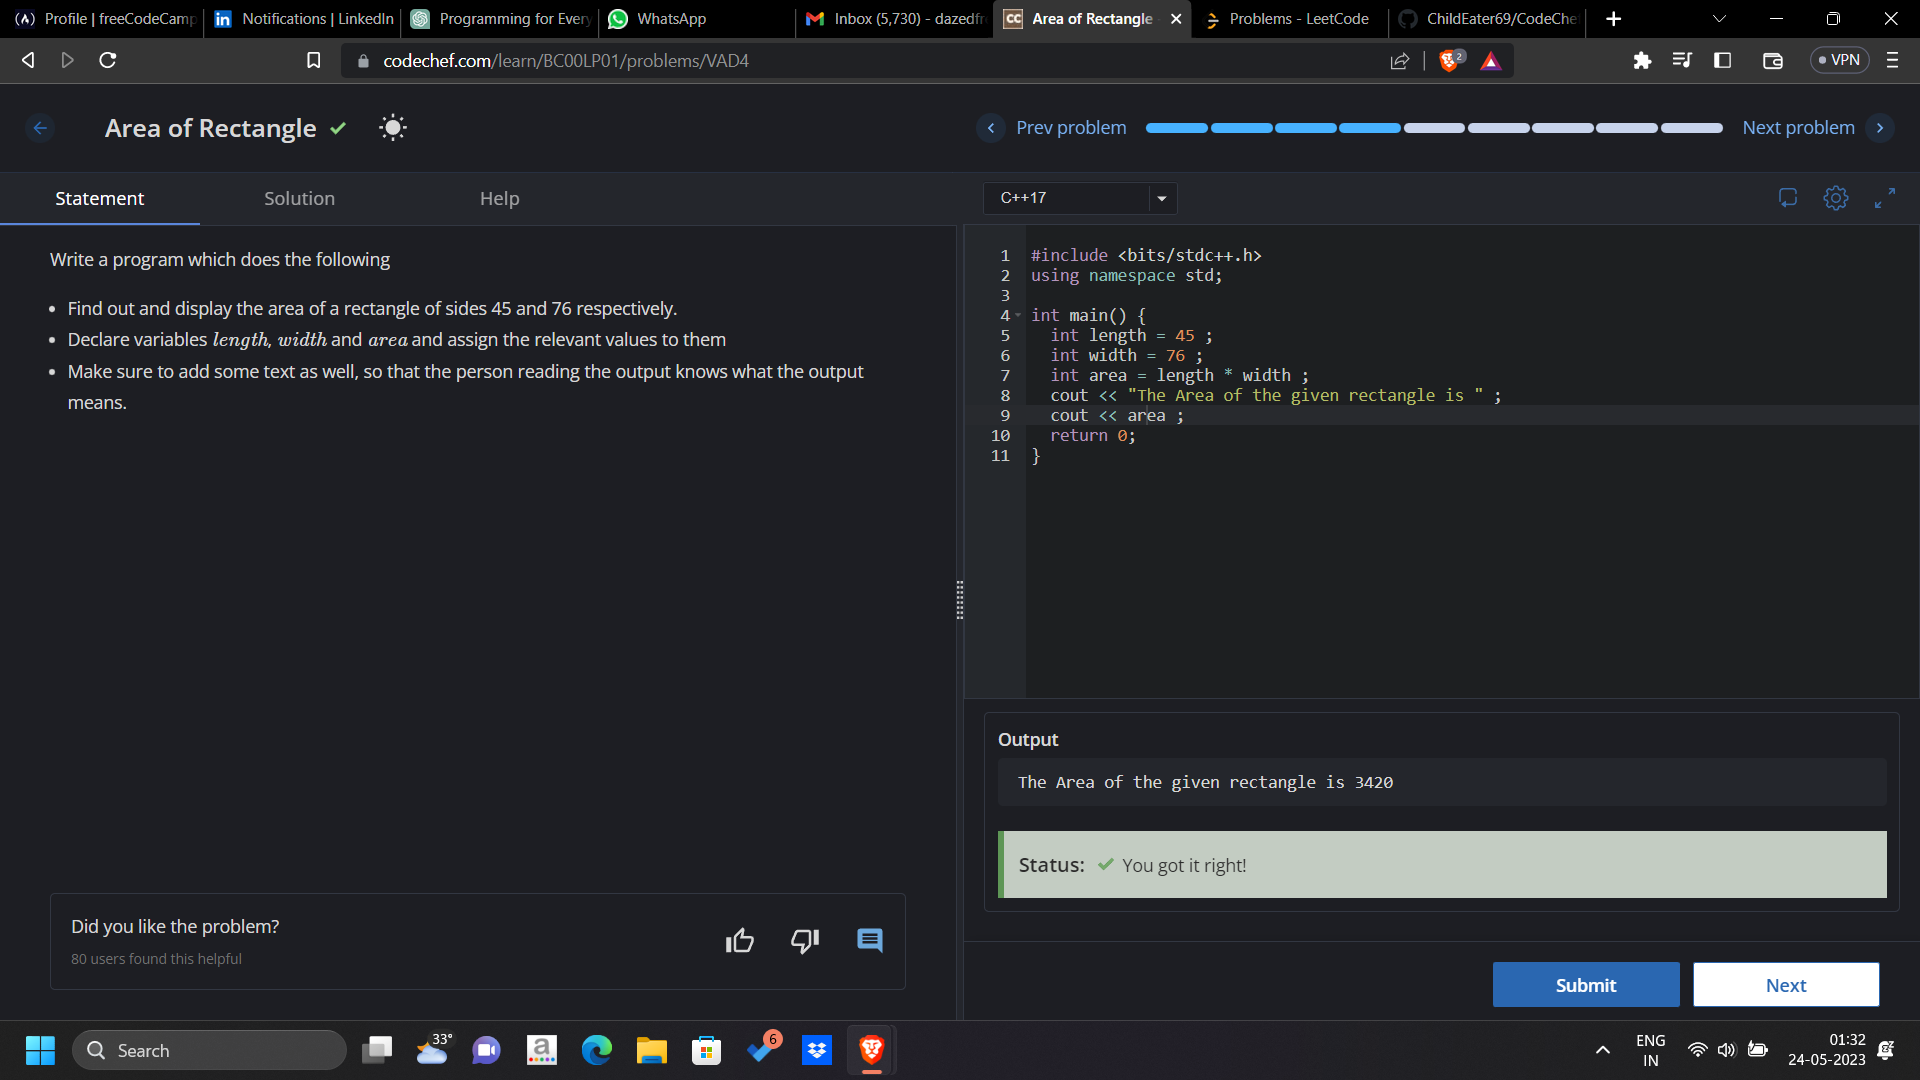 Profile | freeCodeCamp
Notifications | LinkedIn
Programming for Every
WhatsApp
Inbox (5,730) - dazedfr
CC Area of Rectangle
Problems - LeetCode
ChildEater69/CodeChe
codechef.com/learn/BC00LP01/problems/VAD4
2
VPN
Area of Rectangle
Prev problem
Next problem
Statement
Solution
Help
C++17
Write a program which does the following
• Find out and display the area of a rectangle of sides 45 and 76 respectively.
• Declare variables length, width and area and assign the relevant values to them
• Make sure to add some text as well, so that the person reading the output knows what the output
means.
1 #include <bits/stdc++.h>
2 using namespace std;
3
4 int main() {
5 int length = 45 ;
6 int width = 76 ;
7 int area = length * width ;
8 cout << "The Area of the given rectangle is " ;
9 cout << area ;
10 return 0;
11 }
Output
The Area of the given rectangle is 3420
Status: You got it right!
Did you like the problem?
80 users found this helpful
Submit
Next
Search
33°
a
6
ENG
IN
01:32
24-05-2023